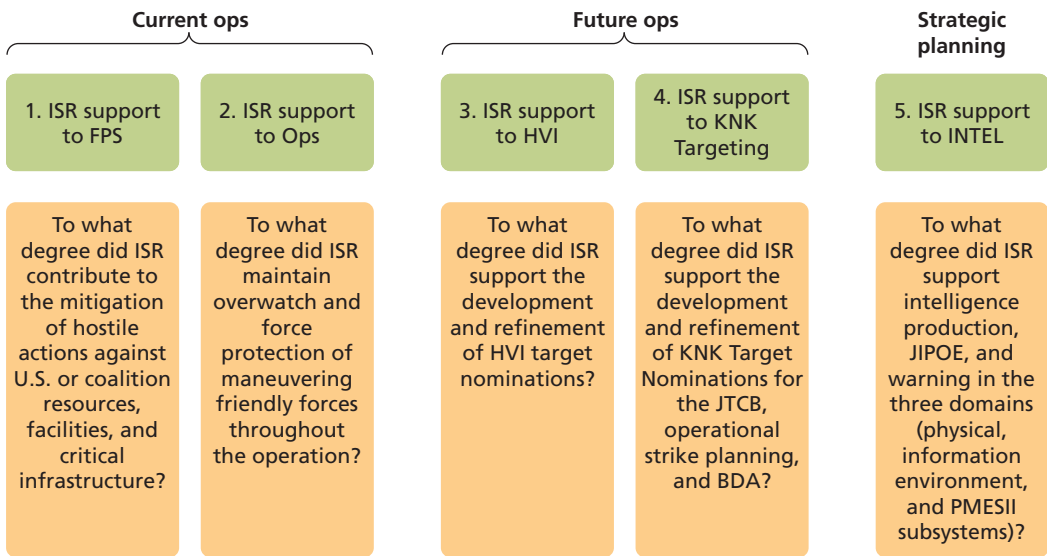 Current ops
Future ops
Strategic
planning
1. ISR support
to FPS
2. ISR support
to Ops
3. ISR support
to HVI
4. ISR support
to KNK
Targeting
5. ISR support
to INTEL
To what
degree did ISR
contribute to
the mitigation
of hostile
actions against
U.S. or coalition
resources,
facilities, and
critical
infrastructure?
To what
degree did ISR
maintain
overwatch and
force
protection of
maneuvering
friendly forces
throughout
the operation?
To what
degree did ISR
support the
development
and refinement
of HVI target
nominations?
To what
degree did ISR
support the
development
and refinement
of KNK Target
Nominations for
the JTCB,
operational
strike planning,
and BDA?
To what
degree did ISR
support
intelligence
production,
JIPOE, and
warning in the
three domains
(physical,
information
environment,
and PMESII
subsystems)?